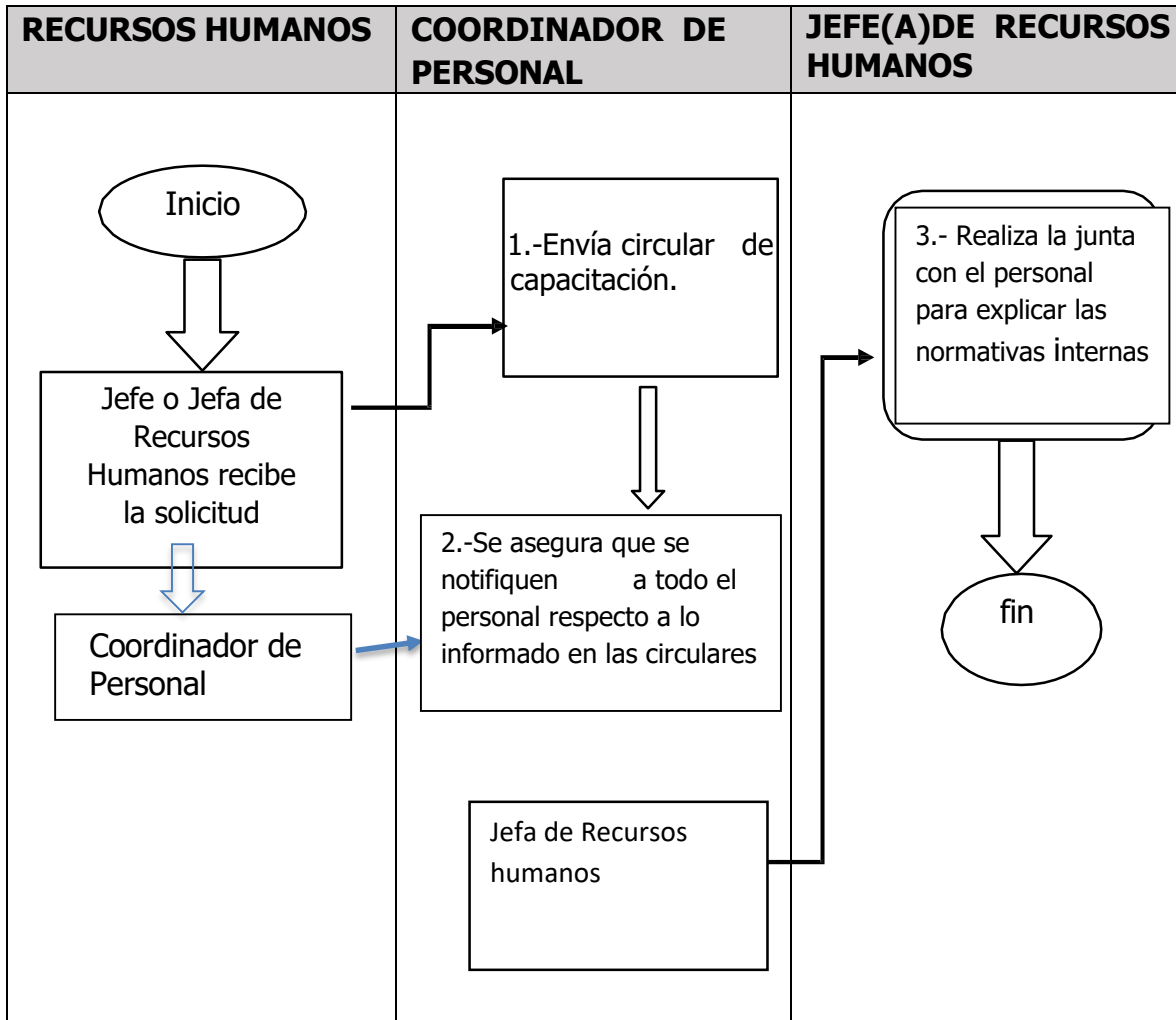 RECURSOS HUMANOS
COORDINADOR DE
PERSONAL
JEFE(A)DE RECURSOS
HUMANOS
Inicio
Jefe o Jefa de
Recursos
Humanos recibe
la solicitud
Coordinador de
Personal
1.-Envía circular de
capacitación.
2.-Se asegura que se
notifiquen a todo el
personal respecto a lo
informado en las circulares
Jefa de Recursos
humanos
3.- Realiza la junta
con el personal
para explicar las
normativas internas
fin